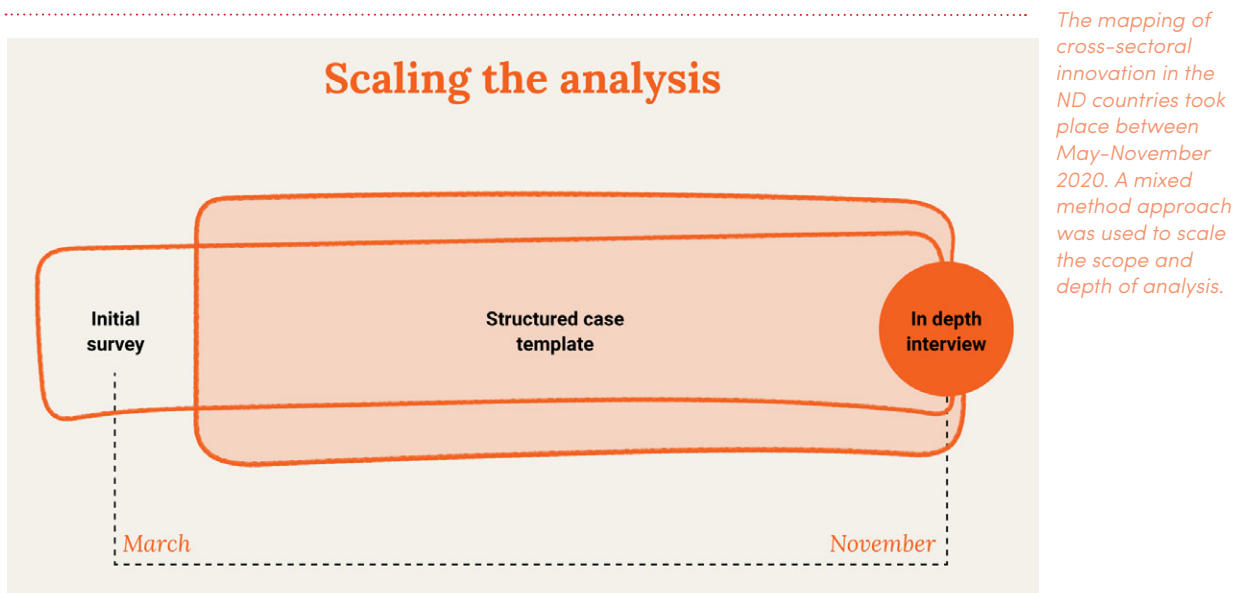 Scaling the analysis
Initial
survey
Structured case
template
In depth
interview
March
November
The mapping of
cross-sectoral
innovation in the
ND countries took
place between
May-November
2020. A mixed
method approach
was used to scale
the scope and
depth of analysis.